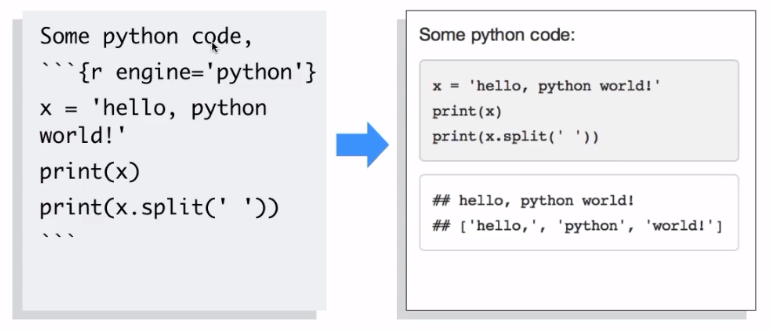 Some python code,
```{r engine='python'}
x = 'hello, python
world!'
print(x)
print(x.split(' '))
```
Some python code:
x = 'hello, python world!'
print(x)
print(x.split(' '))
## hello, python world!
## ['hello,', 'python', 'world!']